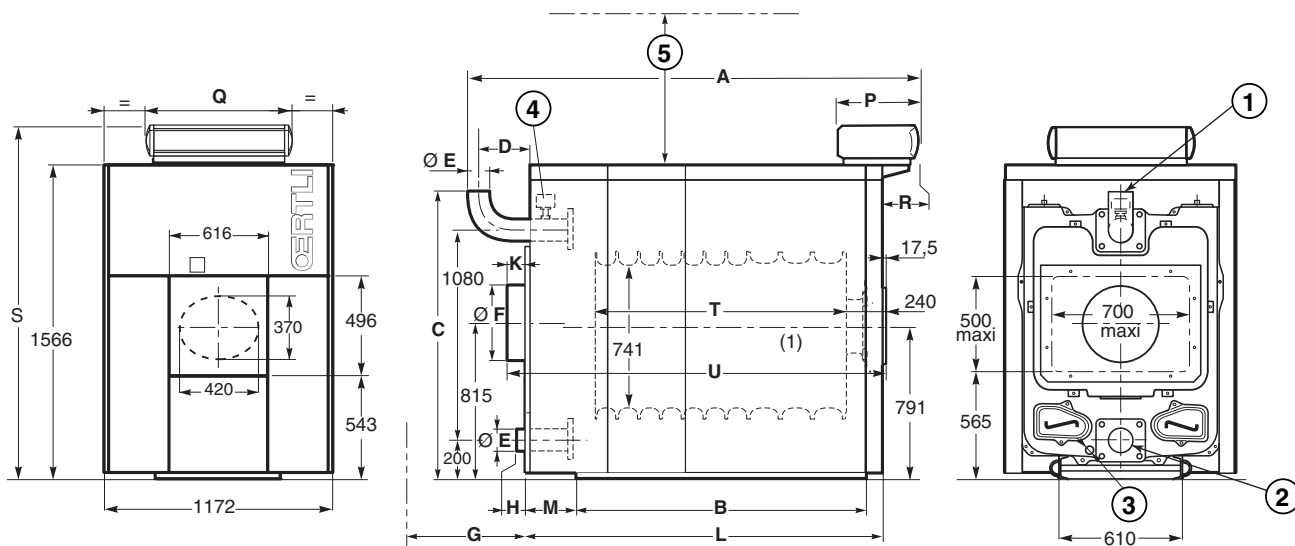 = Q =
S
1566
616
ŒRTLI
370
420
496
543
1172
5
A
P
4
D
Ø E
R
17,5
K
1080
C
Ø F
T
240
741
(1)
U
815
791
Ø E
200
H
M
B
G
L
1
500
maxi
700
maxi
565
3
2
610